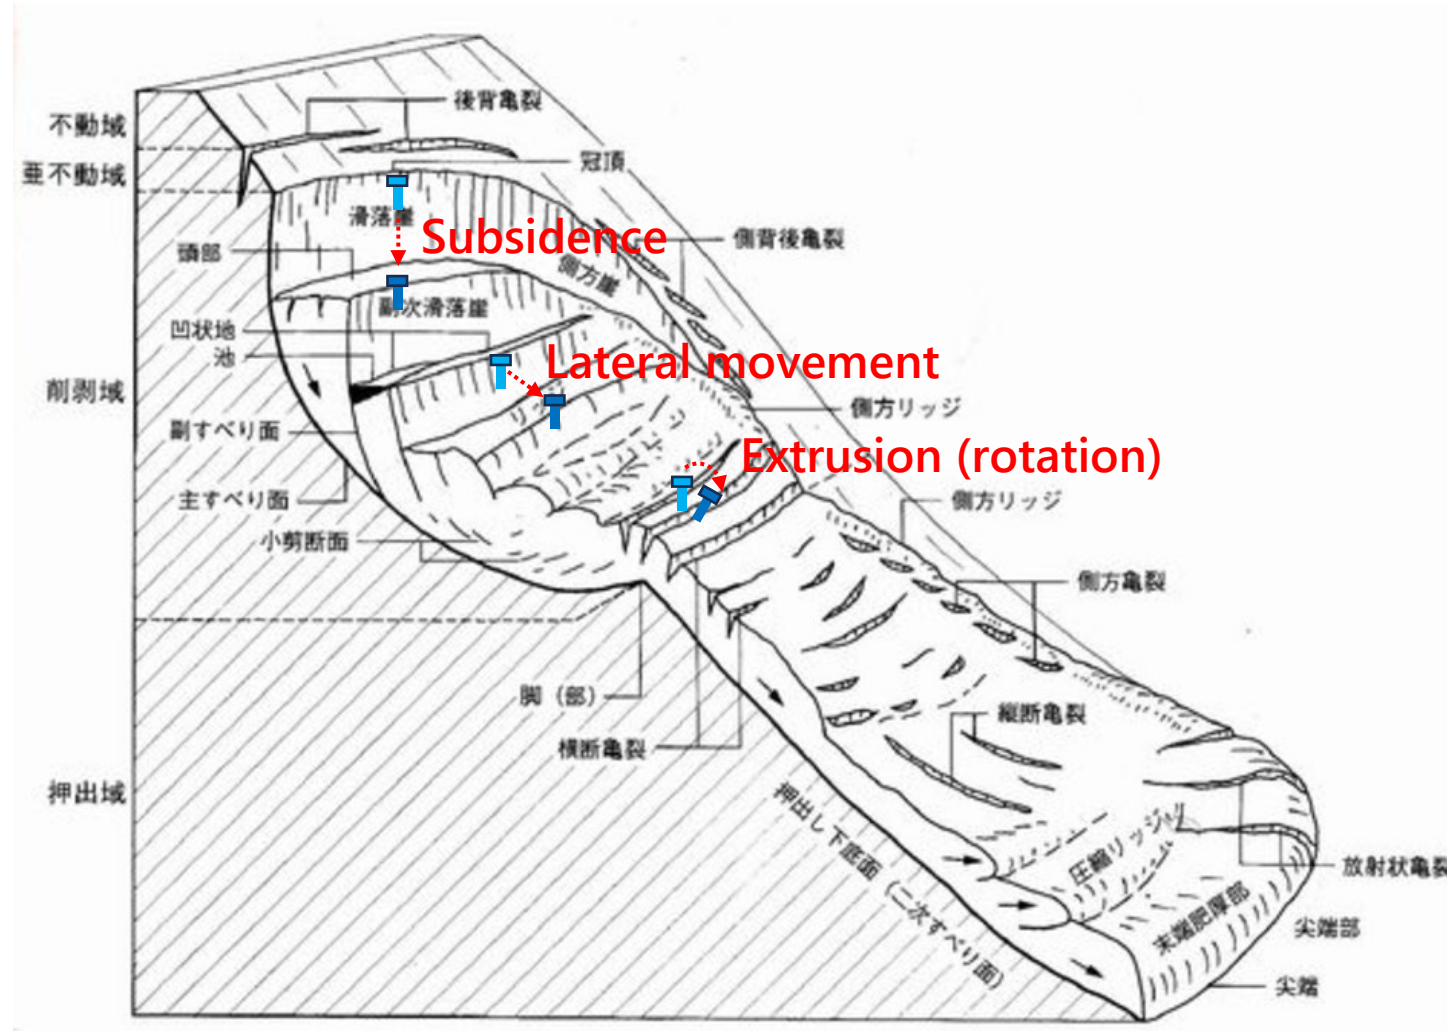 後背亀裂
不動域
冠頂
亜不動域
滑落崖
Subsidence
側背後亀裂
頭部
側方崖
副次滑落崖
凹状地
池
Lateral movement
削剥域
側方リッジ
副すべり面
Extrusion (rotation)
主すべり面
側方リッジ
小剪断面
側方亀裂
脚（部）
縦断亀裂
横断亀裂
押出域
押出し下底面（二次すべり面）
圧縮リッジ
放射状亀裂
末端肥厚部
尖端部
尖端